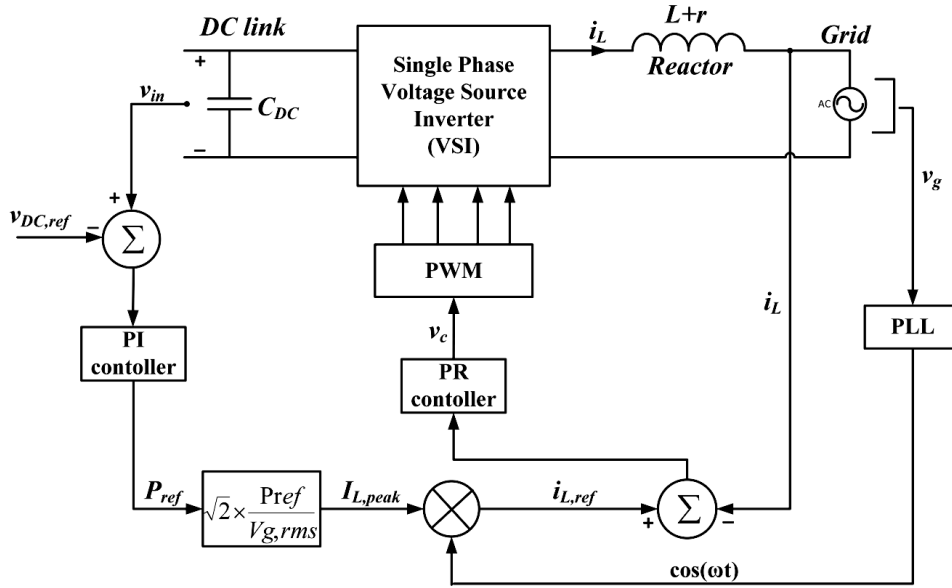 DC link
i_L
L+r
Grid
+
Reactor
v_in
C_DC
Single Phase
Voltage Source
Inverter
(VSI)
AC
−
v_g
+
v_DC,ref
−
Σ
PWM
i_L
PI
contoller
v_c
PLL
PR
contoller
P_ref
√2 × Pref / Vg,rms
I_L,peak
i_L,ref
+
Σ
−
cos(ωt)